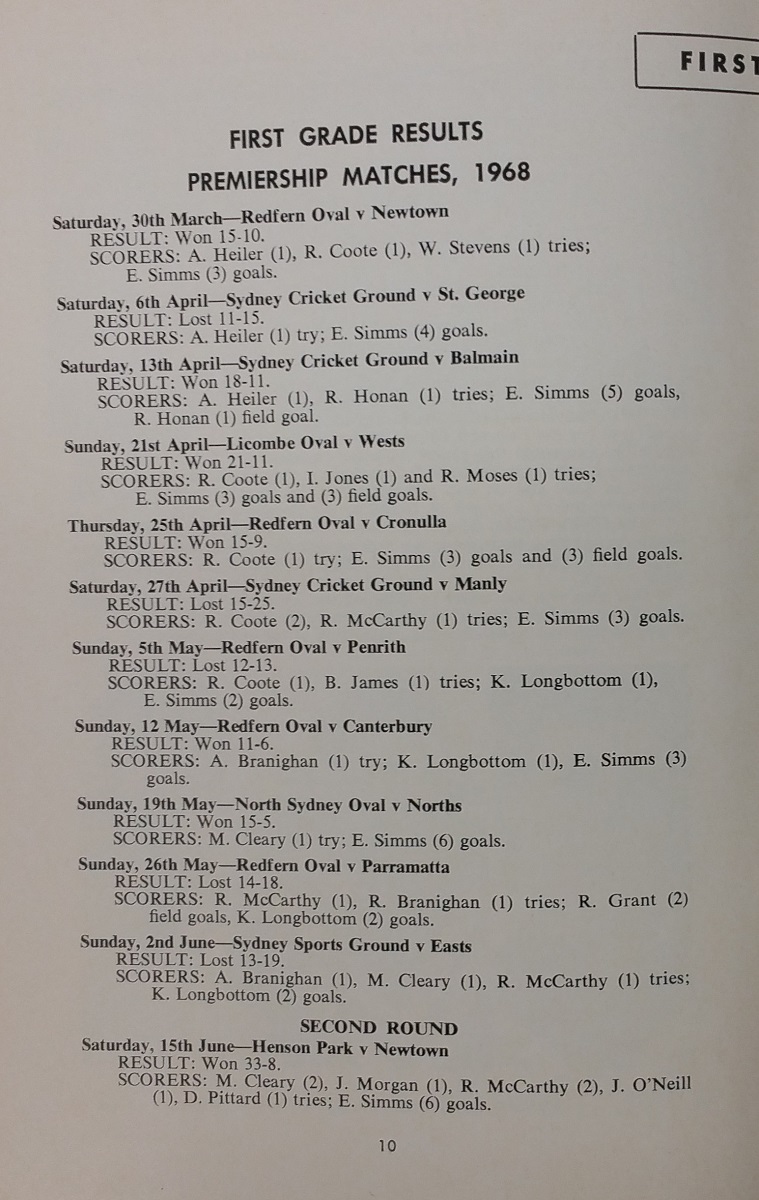 FIRST
FIRST GRADE RESULTS
PREMIERSHIP MATCHES, 1968
Saturday, 30th March—Redfern Oval v Newtown
RESULT: Won 15-10.
SCORERS: A. Heiler (1), R. Coote (1), W. Stevens (1) tries;
E. Simms (3) goals.
Saturday, 6th April—Sydney Cricket Ground v St. George
RESULT: Lost 11-15.
SCORERS: A. Heiler (1) try; E. Simms (4) goals.
Saturday, 13th April—Sydney Cricket Ground v Balmain
RESULT: Won 18-11.
SCORERS: A. Heiler (1), R. Honan (1) tries; E. Simms (5) goals,
R. Honan (1) field goal.
Sunday, 21st April—Licombe Oval v Wests
RESULT: Won 21-11.
SCORERS: R. Coote (1), I. Jones (1) and R. Moses (1) tries;
E. Simms (3) goals and (3) field goals.
Thursday, 25th April—Redfern Oval v Cronulla
RESULT: Won 15-9.
SCORERS: R. Coote (1) try; E. Simms (3) goals and (3) field goals.
Saturday, 27th April—Sydney Cricket Ground v Manly
RESULT: Lost 15-25.
SCORERS: R. Coote (2), R. McCarthy (1) tries; E. Simms (3) goals.
Sunday, 5th May—Redfern Oval v Penrith
RESULT: Lost 12-13.
SCORERS: R. Coote (1), B. James (1) tries; K. Longbottom (1),
E. Simms (2) goals.
Sunday, 12 May—Redfern Oval v Canterbury
RESULT: Won 11-6.
SCORERS: A. Branighan (1) try; K. Longbottom (1), E. Simms (3)
goals.
Sunday, 19th May—North Sydney Oval v Norths
RESULT: Won 15-5.
SCORERS: M. Cleary (1) try; E. Simms (6) goals.
Sunday, 26th May—Redfern Oval v Parramatta
RESULT: Lost 14-18.
SCORERS: R. McCarthy (1), R. Branighan (1) tries; R. Grant (2)
field goals, K. Longbottom (2) goals.
Sunday, 2nd June—Sydney Sports Ground v Easts
RESULT: Lost 13-19.
SCORERS: A. Branighan (1), M. Cleary (1), R. McCarthy (1) tries;
K. Longbottom (2) goals.
SECOND ROUND
Saturday, 15th June—Henson Park v Newtown
RESULT: Won 33-8.
SCORERS: M. Cleary (2), J. Morgan (1), R. McCarthy (2), J. O'Neill
(1), D. Pittard (1) tries; E. Simms (6) goals.
10